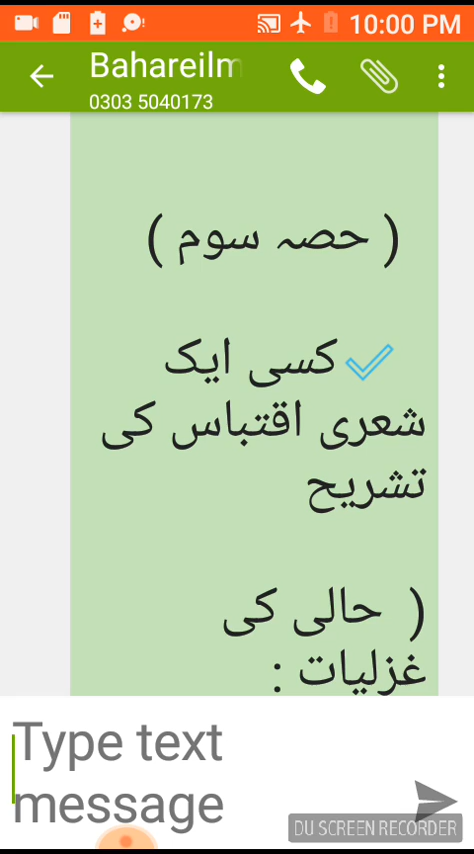 10:00 PM
Bahareilm
0303 5040173
( حصہ سوم )
کسی ایک
شعری اقتباس کی
تشریح
( حالی کی
غزلیات :
Type text
message
DU SCREEN RECORDER